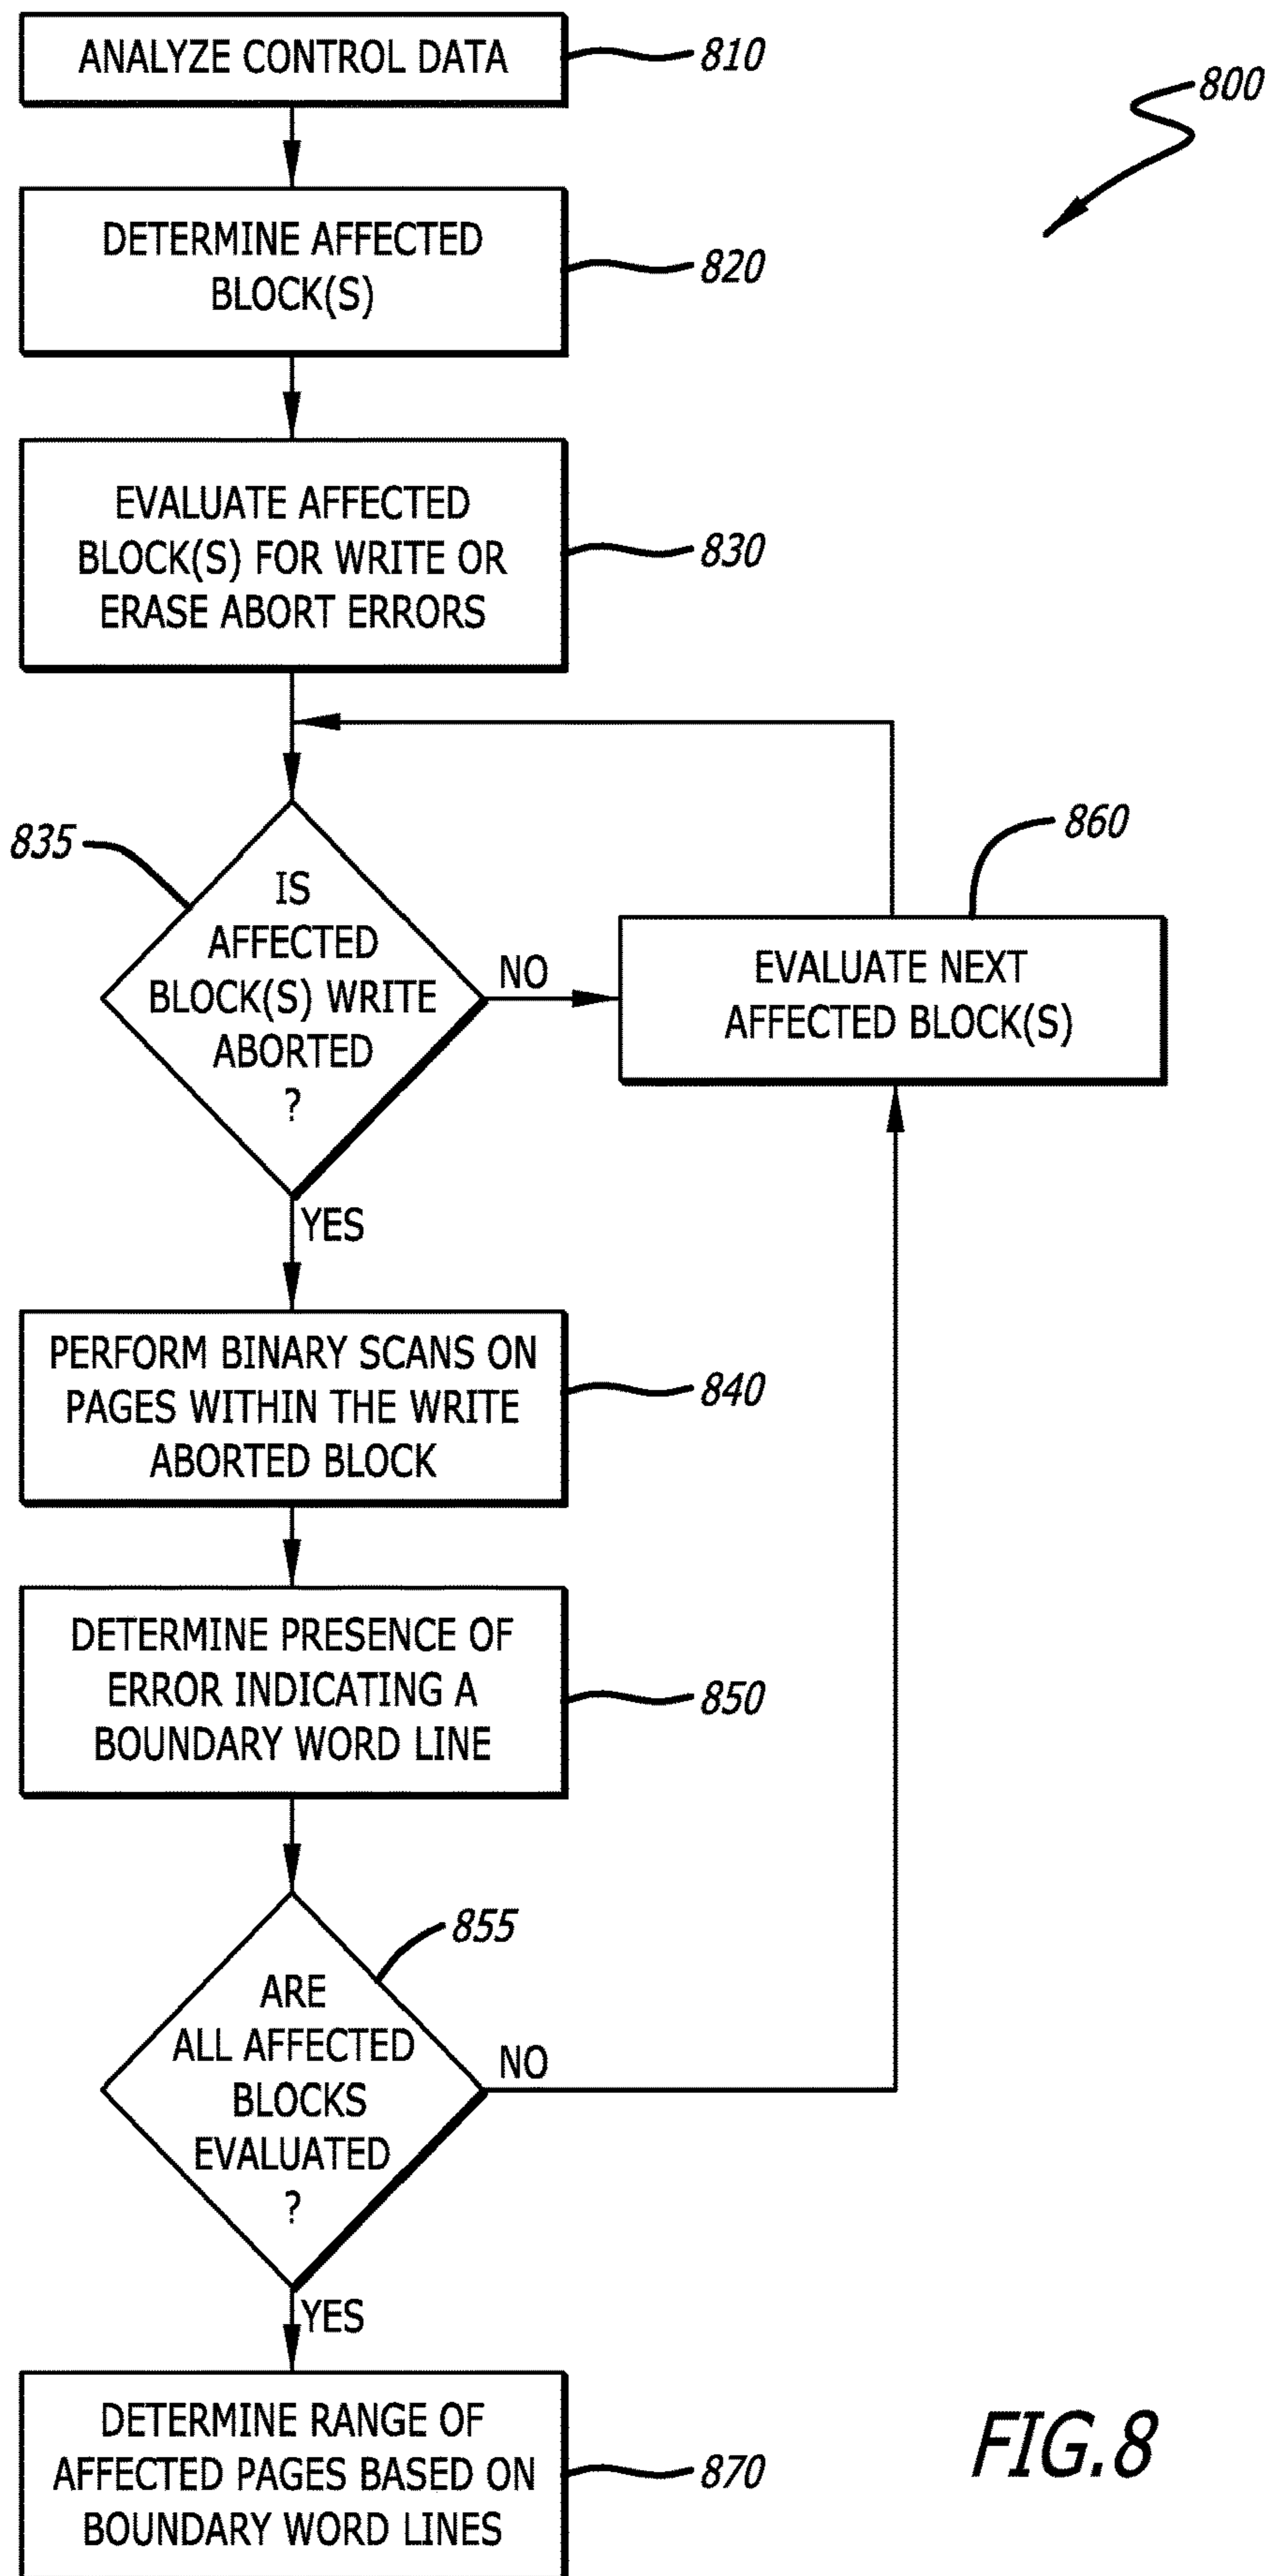 ANALYZE CONTROL DATA
810
800
DETERMINE AFFECTED
BLOCK(S)
820
EVALUATE AFFECTED
BLOCK(S) FOR WRITE OR
ERASE ABORT ERRORS
830
835
IS
AFFECTED
BLOCK(S) WRITE
ABORTED
?
NO
860
EVALUATE NEXT
AFFECTED BLOCK(S)
YES
PERFORM BINARY SCANS ON
PAGES WITHIN THE WRITE
ABORTED BLOCK
840
DETERMINE PRESENCE OF
ERROR INDICATING A
BOUNDARY WORD LINE
850
855
ARE
ALL AFFECTED
BLOCKS
EVALUATED
?
NO
YES
DETERMINE RANGE OF
AFFECTED PAGES BASED ON
BOUNDARY WORD LINES
870
FIG.8